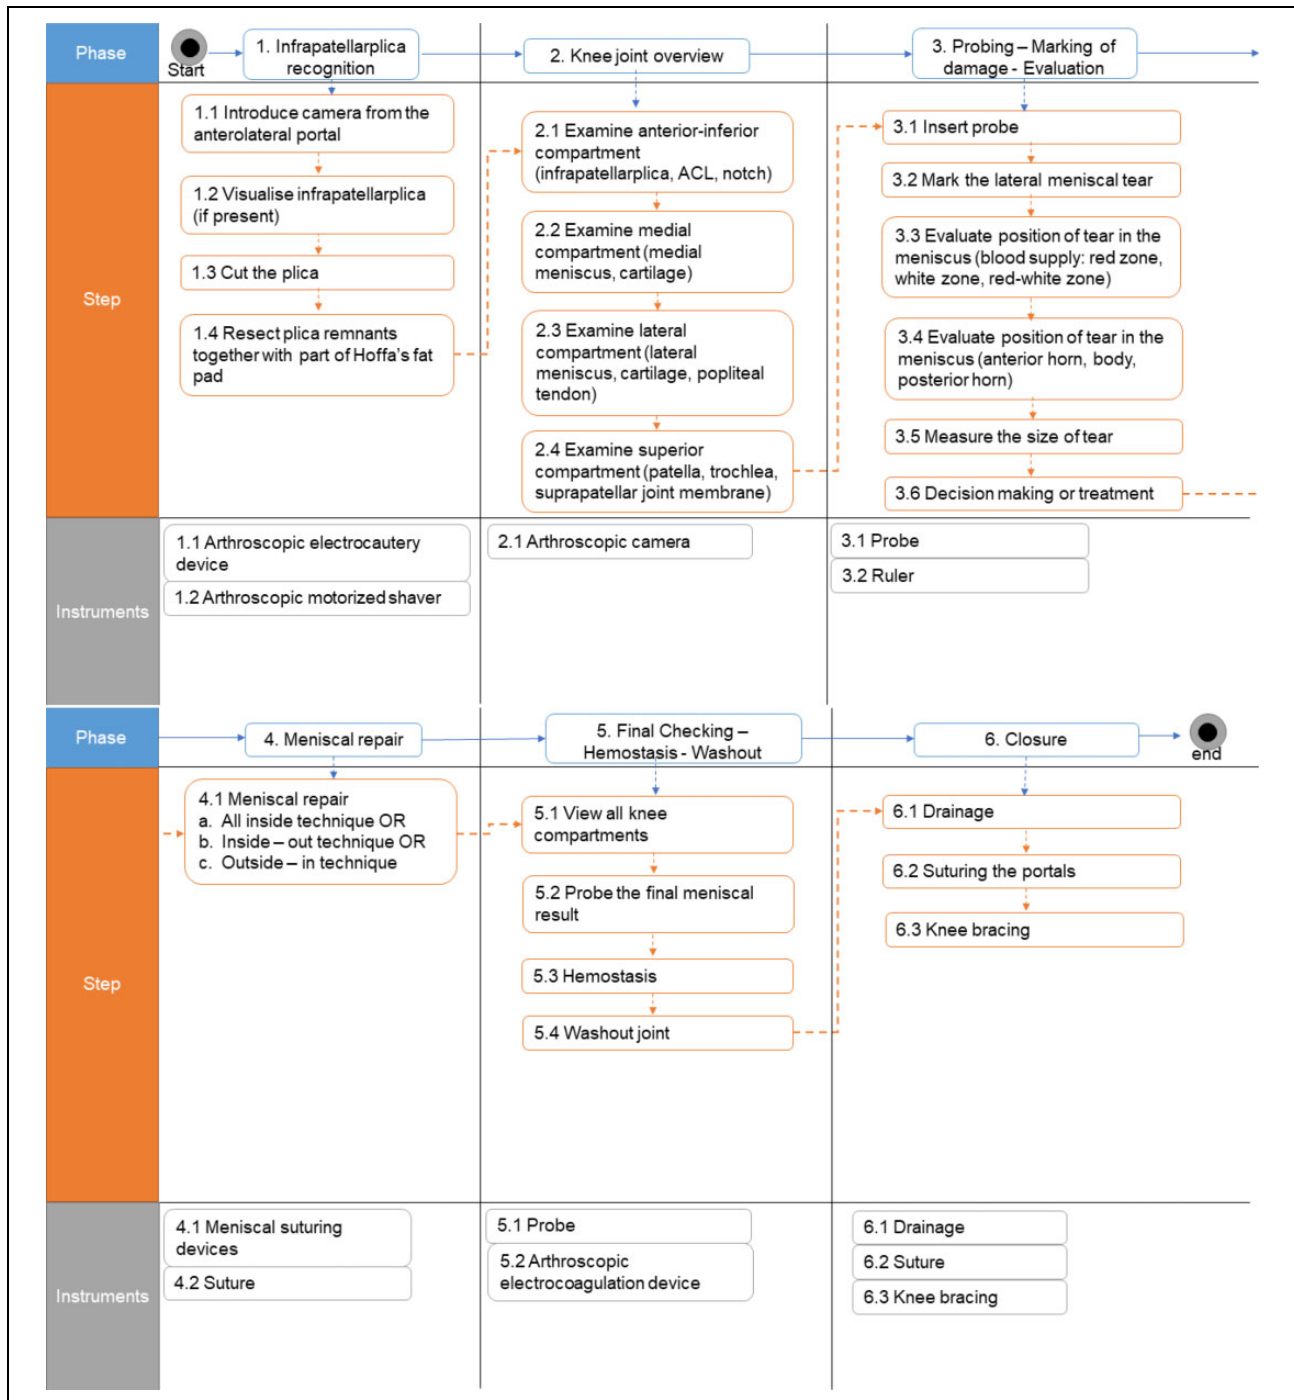 Phase
Start
1. Infrapatellarplica
recognition
2. Knee joint overview
3. Probing – Marking of
damage - Evaluation
Step
1.1 Introduce camera from the
anterolateral portal
1.2 Visualise infrapatellarplica
(if present)
1.3 Cut the plica
1.4 Resect plica remnants
together with part of Hoffa's fat
pad
2.1 Examine anterior-inferior
compartment
(infrapatellarplica, ACL, notch)
2.2 Examine medial
compartment (medial
meniscus, cartilage)
2.3 Examine lateral
compartment (lateral
meniscus, cartilage, popliteal
tendon)
2.4 Examine superior
compartment (patella, trochlea,
suprapatellar joint membrane)
3.1 Insert probe
3.2 Mark the lateral meniscal tear
3.3 Evaluate position of tear in the
meniscus (blood supply: red zone,
white zone, red-white zone)
3.4 Evaluate position of tear in the
meniscus (anterior horn, body,
posterior horn)
3.5 Measure the size of tear
3.6 Decision making or treatment
Instruments
1.1 Arthroscopic electrocautery
device
1.2 Arthroscopic motorized shaver
2.1 Arthroscopic camera
3.1 Probe
3.2 Ruler
Phase
4. Meniscal repair
5. Final Checking –
Hemostasis - Washout
6. Closure
end
Step
4.1 Meniscal repair
a. All inside technique OR
b. Inside – out technique OR
c. Outside – in technique
5.1 View all knee
compartments
5.2 Probe the final meniscal
result
5.3 Hemostasis
5.4 Washout joint
6.1 Drainage
6.2 Suturing the portals
6.3 Knee bracing
Instruments
4.1 Meniscal suturing
devices
4.2 Suture
5.1 Probe
5.2 Arthroscopic
electrocoagulation device
6.1 Drainage
6.2 Suture
6.3 Knee bracing